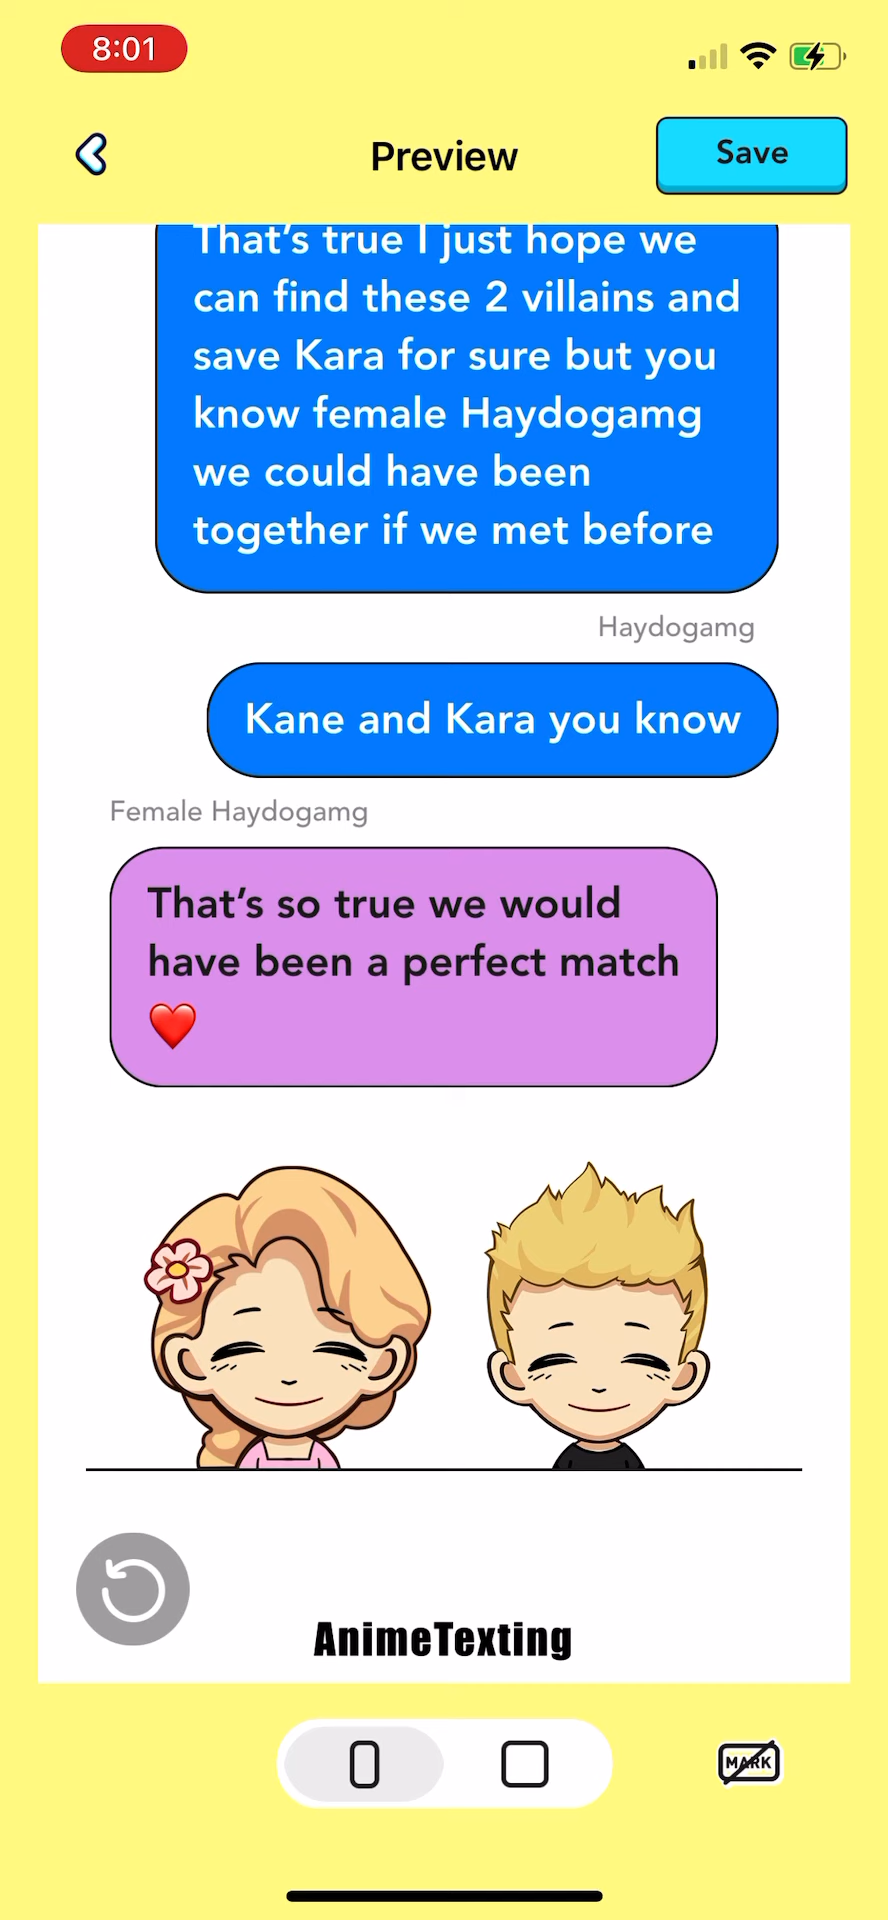 8:01
Preview
Save
That's true I just hope we
can find these 2 villains and
save Kara for sure but you
know female Haydogamg
we could have been
together if we met before
Haydogamg
Kane and Kara you know
Female Haydogamg
That's so true we would
have been a perfect match
❤️
AnimeTexting
MARK